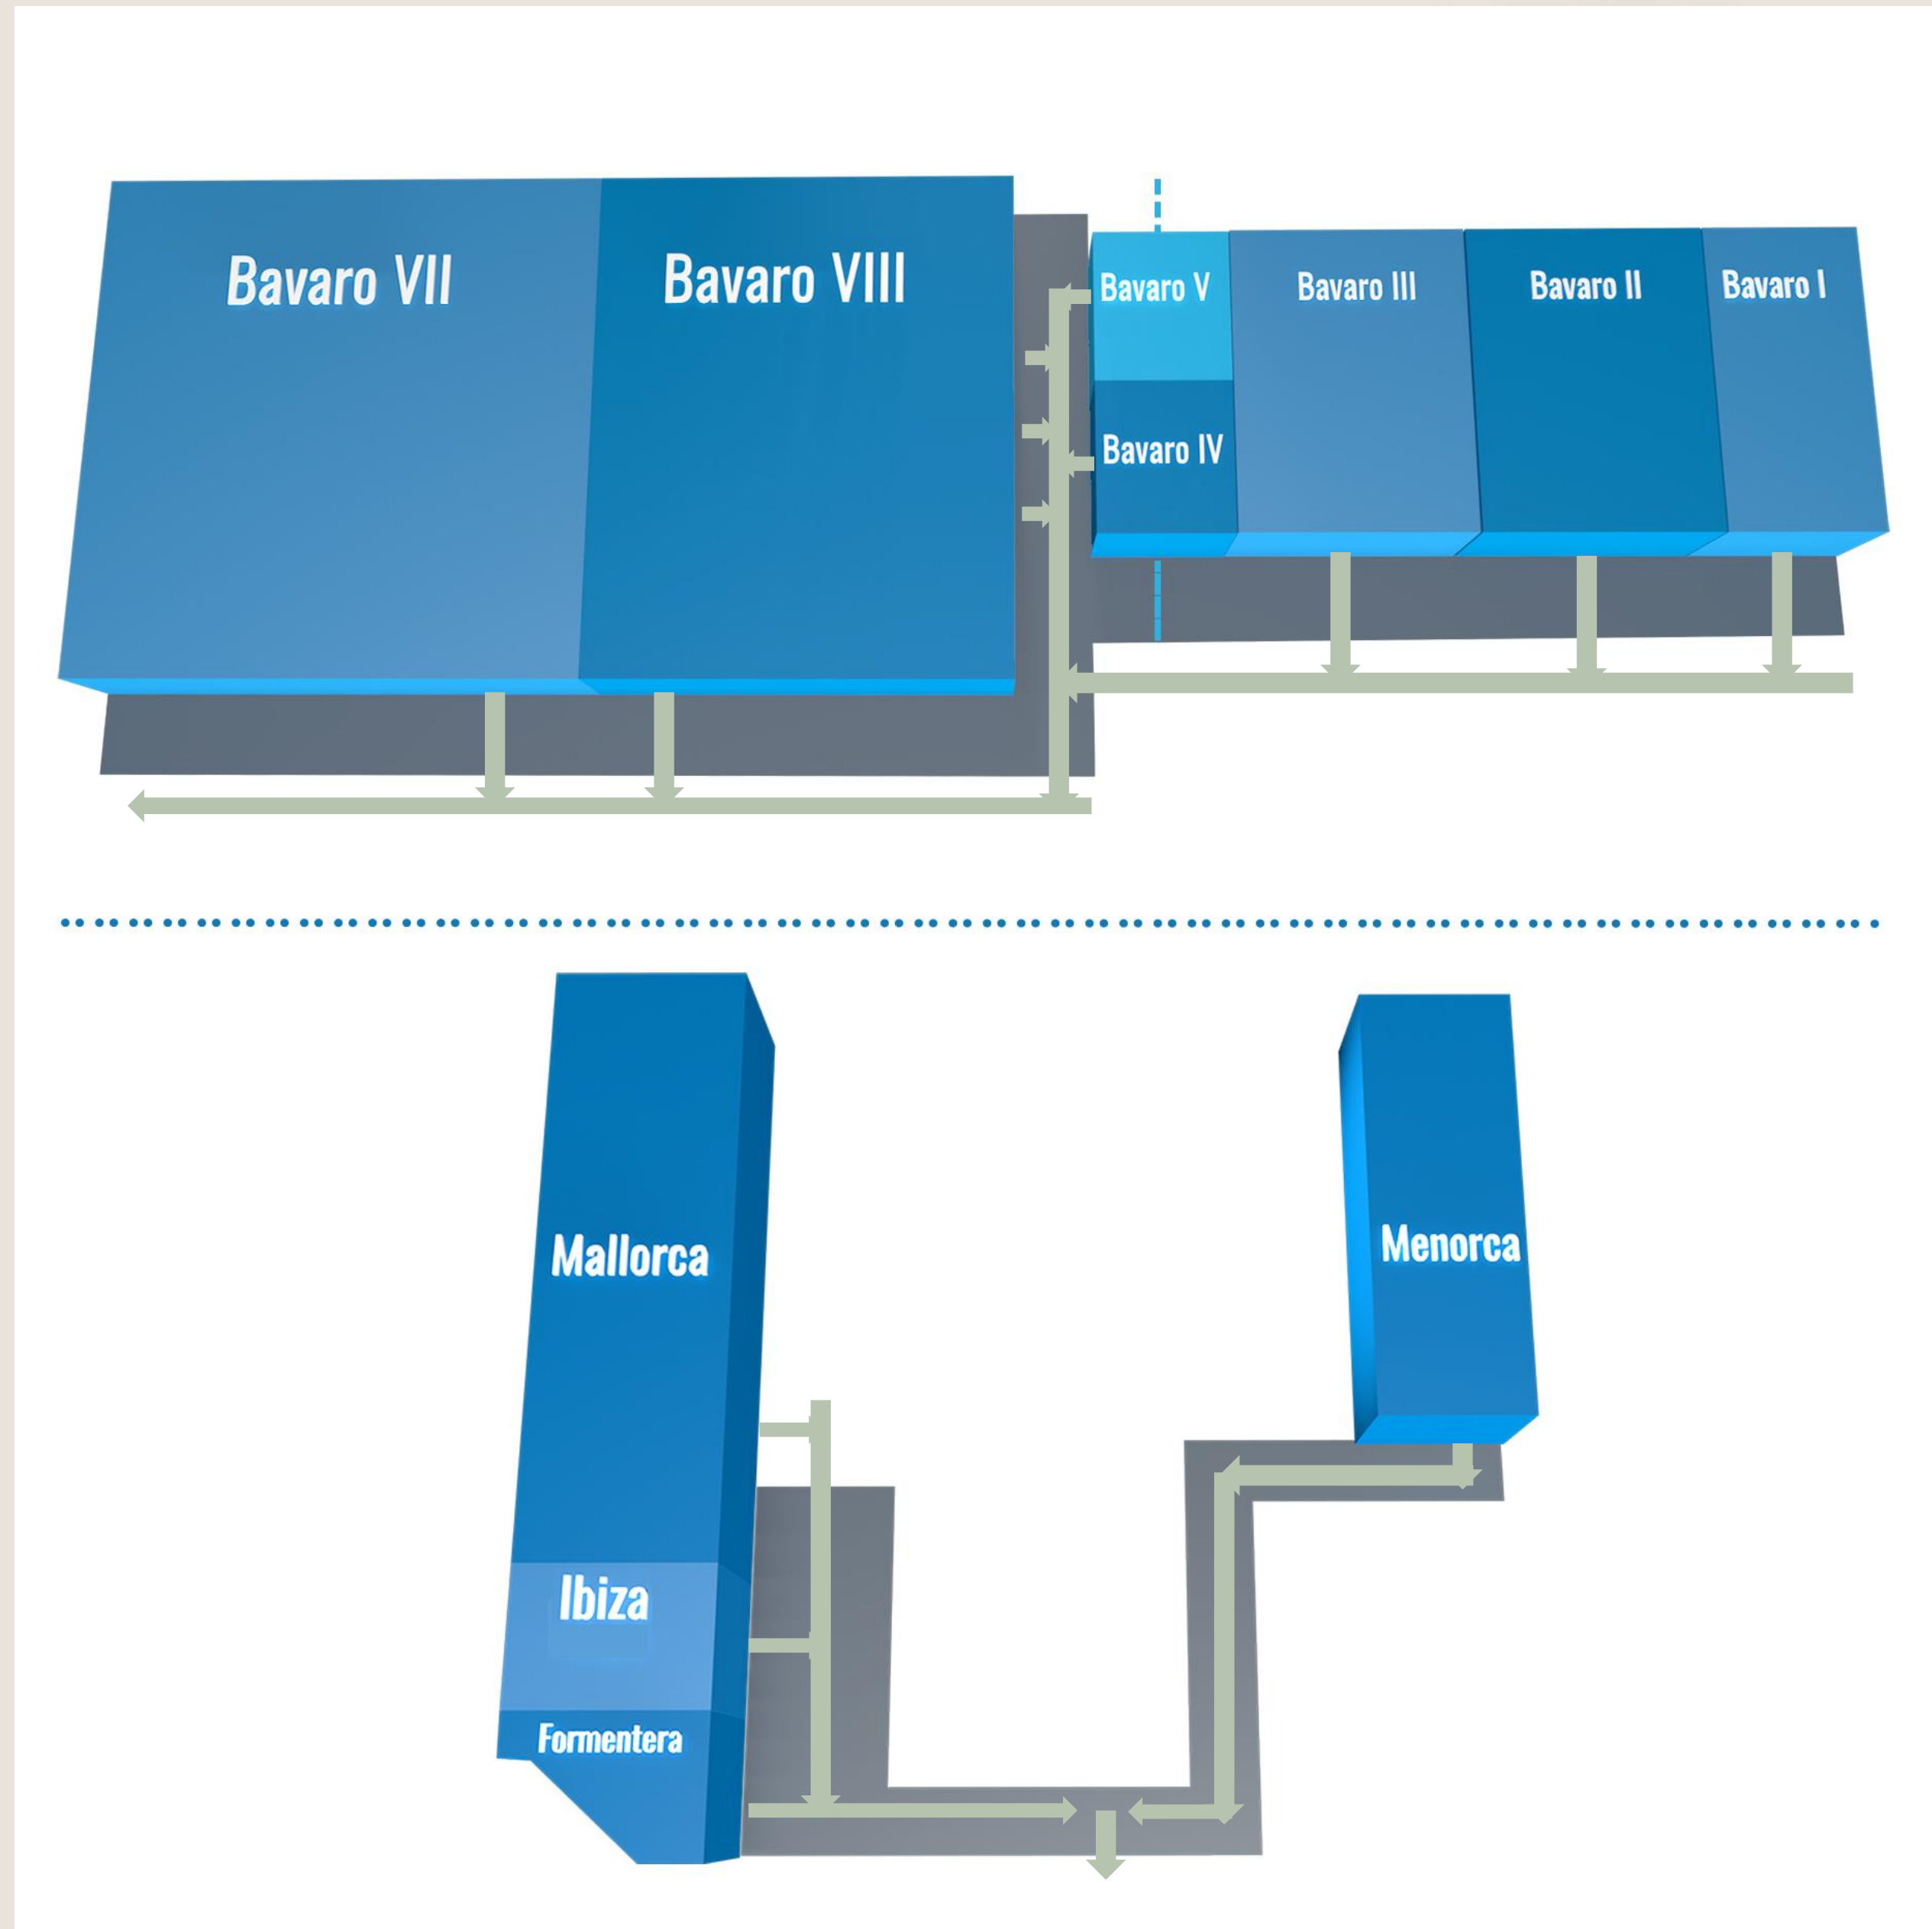 Bavaro VII
Bavaro VIII
Bavaro V
Bavaro III
Bavaro II
Bavaro I
Bavaro IV
Mallorca
Menorca
Ibiza
Formentera